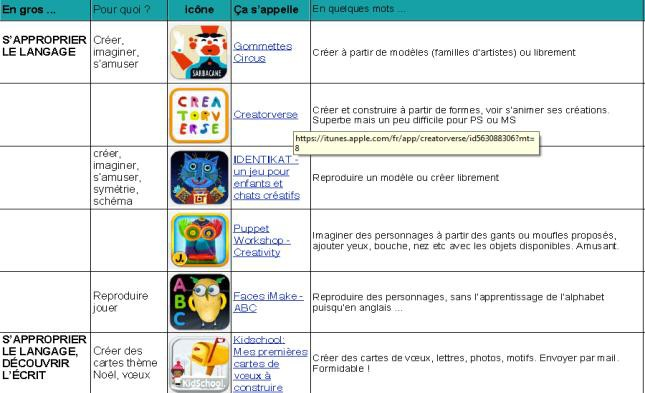 En gros ... Pour quoi ? icône Ça s'appelle En quelques mots ...
S'APPROPRIER LE LANGAGE
Créer, imaginer, s'amuser
SARBACANE
Gommettes Circus
Créer à partir de modèles (familles d'artistes) ou librement
CREA
TORV
ERSE
Creatorverse
Créer et construire à partir de formes, voir s'animer ses créations.
Superbe mais un peu difficile pour PS ou MS
https://itunes.apple.com/fr/app/creatorverse/id563088306?mt=
8
créer, imaginer, s'amuser, symétrie, schéma
IDENTIKAT - un jeu pour enfants et chats créatifs
Reproduire un modèle ou créer librement
J.
Puppet Workshop - Creativity
Imaginer des personnages à partir des gants ou moufles proposés,
ajouter yeux, bouche, nez etc avec les objets disponibles. Amusant.
Reproduire jouer
A
B
C
Faces iMake - ABC
Reproduire des personnages, sans l'apprentissage de l'alphabet
puisqu'en anglais ...
S'APPROPRIER LE LANGAGE, DÉCOUVRIR L'ÉCRIT
Créer des cartes thème Noël, vœux
KidSchool.
Kidschool: Mes premières cartes de vœux à construire
Créer des cartes de vœux, lettres, photos, motifs. Envoyer par mail.
Formidable !